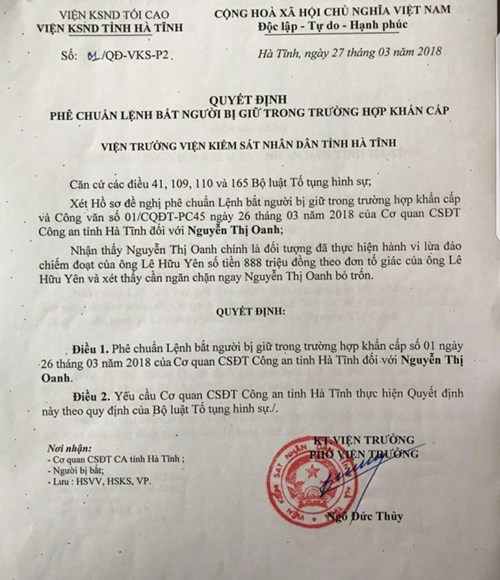 VIỆN KSND TỐI CAO
VIỆN KSND TỈNH HÀ TĨNH
Số: 01/QĐ-VKS-P2
CỘNG HOÀ XÃ HỘI CHỦ NGHĨA VIỆT NAM
Độc lập - Tự do - Hạnh phúc
Hà Tĩnh, ngày 27 tháng 03 năm 2018
QUYẾT ĐỊNH
PHÊ CHUẨN LỆNH BẮT NGƯỜI BỊ GIỮ TRONG TRƯỜNG HỢP KHẨN CẤP
VIỆN TRƯỞNG VIỆN KIỂM SÁT NHÂN DÂN TỈNH HÀ TĨNH
Căn cứ các điều 41, 109, 110 và 165 Bộ luật Tố tụng hình sự;
Xét Hồ sơ đề nghị phê chuẩn Lệnh bắt người bị giữ trong trường hợp khẩn cấp
và Công văn số 01/CQĐT-PC45 ngày 26 tháng 03 năm 2018 của Cơ quan CSĐT
Công an tỉnh Hà Tĩnh đối với Nguyễn Thị Oanh;
Nhận thấy Nguyễn Thị Oanh chính là đối tượng đã thực hiện hành vi lừa đảo
chiếm đoạt của ông Lê Hữu Yên số tiền 888 triệu đồng theo đơn tố giác của ông Lê
Hữu Yên và xét thấy cần ngăn chặn ngay Nguyễn Thị Oanh bỏ trốn.
QUYẾT ĐỊNH:
Điều 1. Phê chuẩn Lệnh bắt người bị giữ trong trường hợp khẩn cấp số 01 ngày
26 tháng 03 năm 2018 của Cơ quan CSĐT Công an tỉnh Hà Tĩnh đối với Nguyễn Thị
Oanh.
Điều 2. Yêu cầu Cơ quan CSĐT Công an tỉnh Hà Tĩnh thực hiện Quyết định
này theo quy định của Bộ luật Tố tụng hình sự./.
Nơi nhận:
- Cơ quan CSĐT CA tỉnh Hà Tĩnh ;
- Người bị bắt;
- Lưu : HSVV, HSKS, VP.
KT VIỆN TRƯỞNG
PHÓ VIỆN TRƯỞNG
VIỆN KIỂM SÁT NHÂN DÂN TỈNH HÀ TĨNH
Ngô Đức Thủy